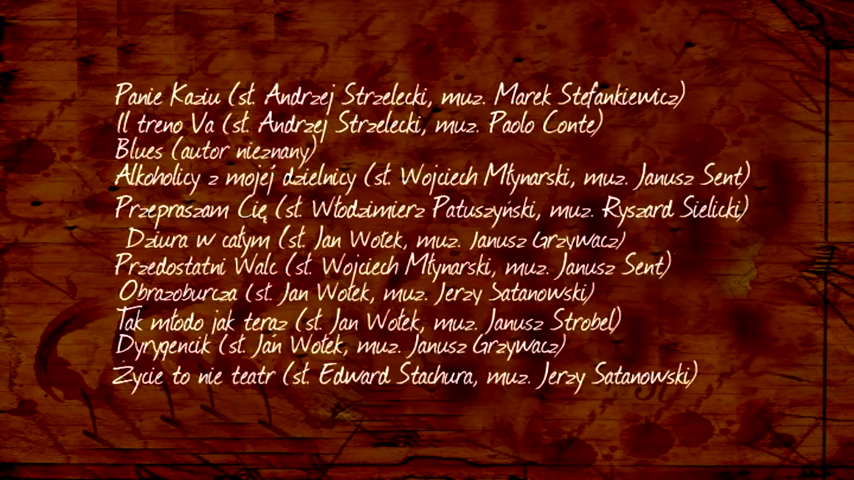 Panie Kaziu (sł. Andrzej Strzelecki, muz. Marek Stefankiewicz)
Il treno Va (sł. Andrzej Strzelecki, muz. Paolo Conte)
Blues (autor nieznany)
Alkoholicy z mojej dzielnicy (sł. Wojciech Młynarski, muz. Janusz Sent)
Przepraszam Cię (sł. Włodzimierz Patuszyński, muz. Ryszard Sielicki)
Dziura w całym (sł. Jan Wołek, muz. Janusz Grzywacz)
Przedostatni Walc (sł. Wojciech Młynarski, muz. Janusz Sent)
Obrazoburcza (sł. Jan Wołek, muz. Jerzy Satanowski)
Tak młodo jak teraz (sł. Jan Wołek, muz. Janusz Strobel)
Dyrygencik (sł. Jan Wołek, muz. Janusz Grzywacz)
Życie to nie teatr (sł. Edward Stachura, muz. Jerzy Satanowski)